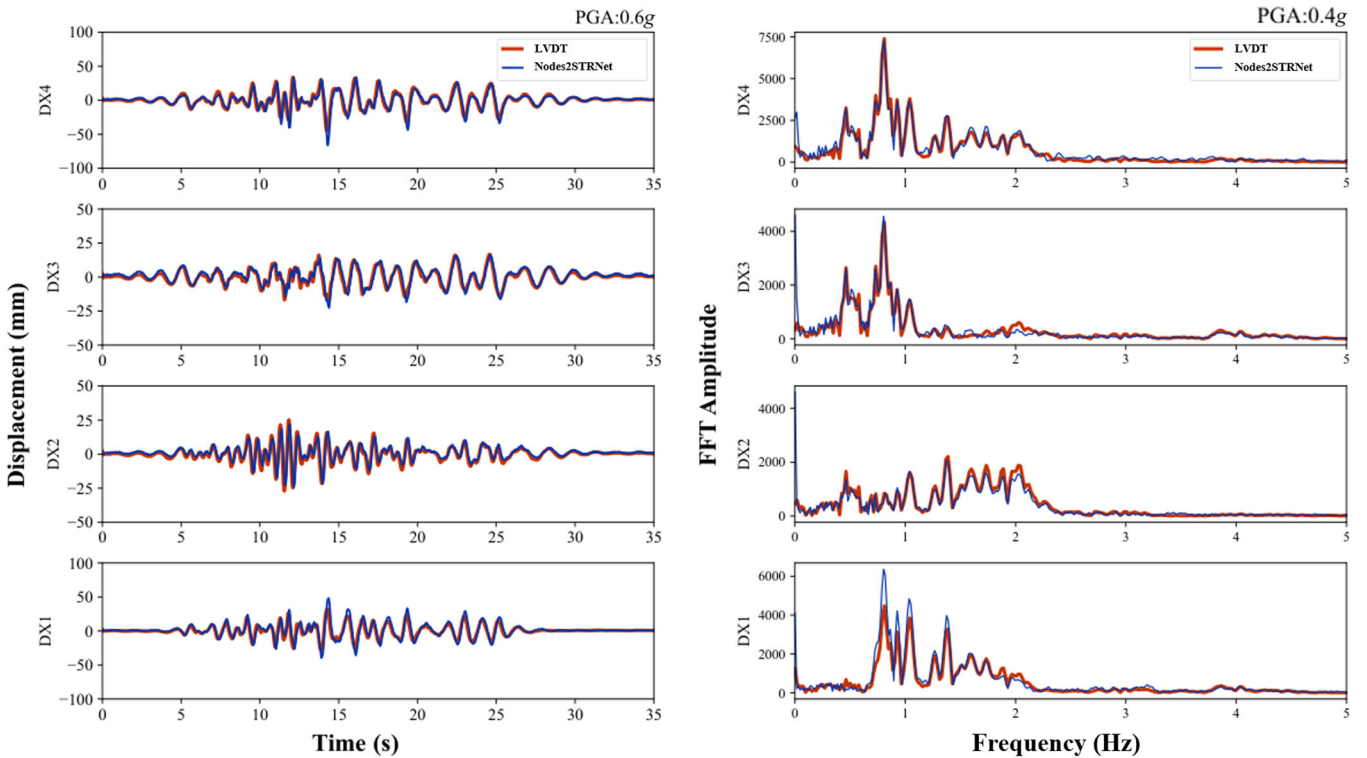 PGA:0.6g
LVDT
Nodes2STRNet
100
50
0
−50
−100
DX4
0 5 10 15 20 25 30 35
50
25
0
−25
−50
DX3
0 5 10 15 20 25 30 35
50
25
0
−25
−50
DX2
0 5 10 15 20 25 30 35
100
50
0
−50
−100
DX1
0 5 10 15 20 25 30 35
Displacement (mm)
Time (s)
PGA:0.4g
LVDT
Nodes2STRNet
7500
5000
2500
0
DX4
0 1 2 3 4 5
4000
2000
0
DX3
0 1 2 3 4 5
4000
2000
0
DX2
0 1 2 3 4 5
6000
4000
2000
0
DX1
0 1 2 3 4 5
FFT Amplitude
Frequency (Hz)